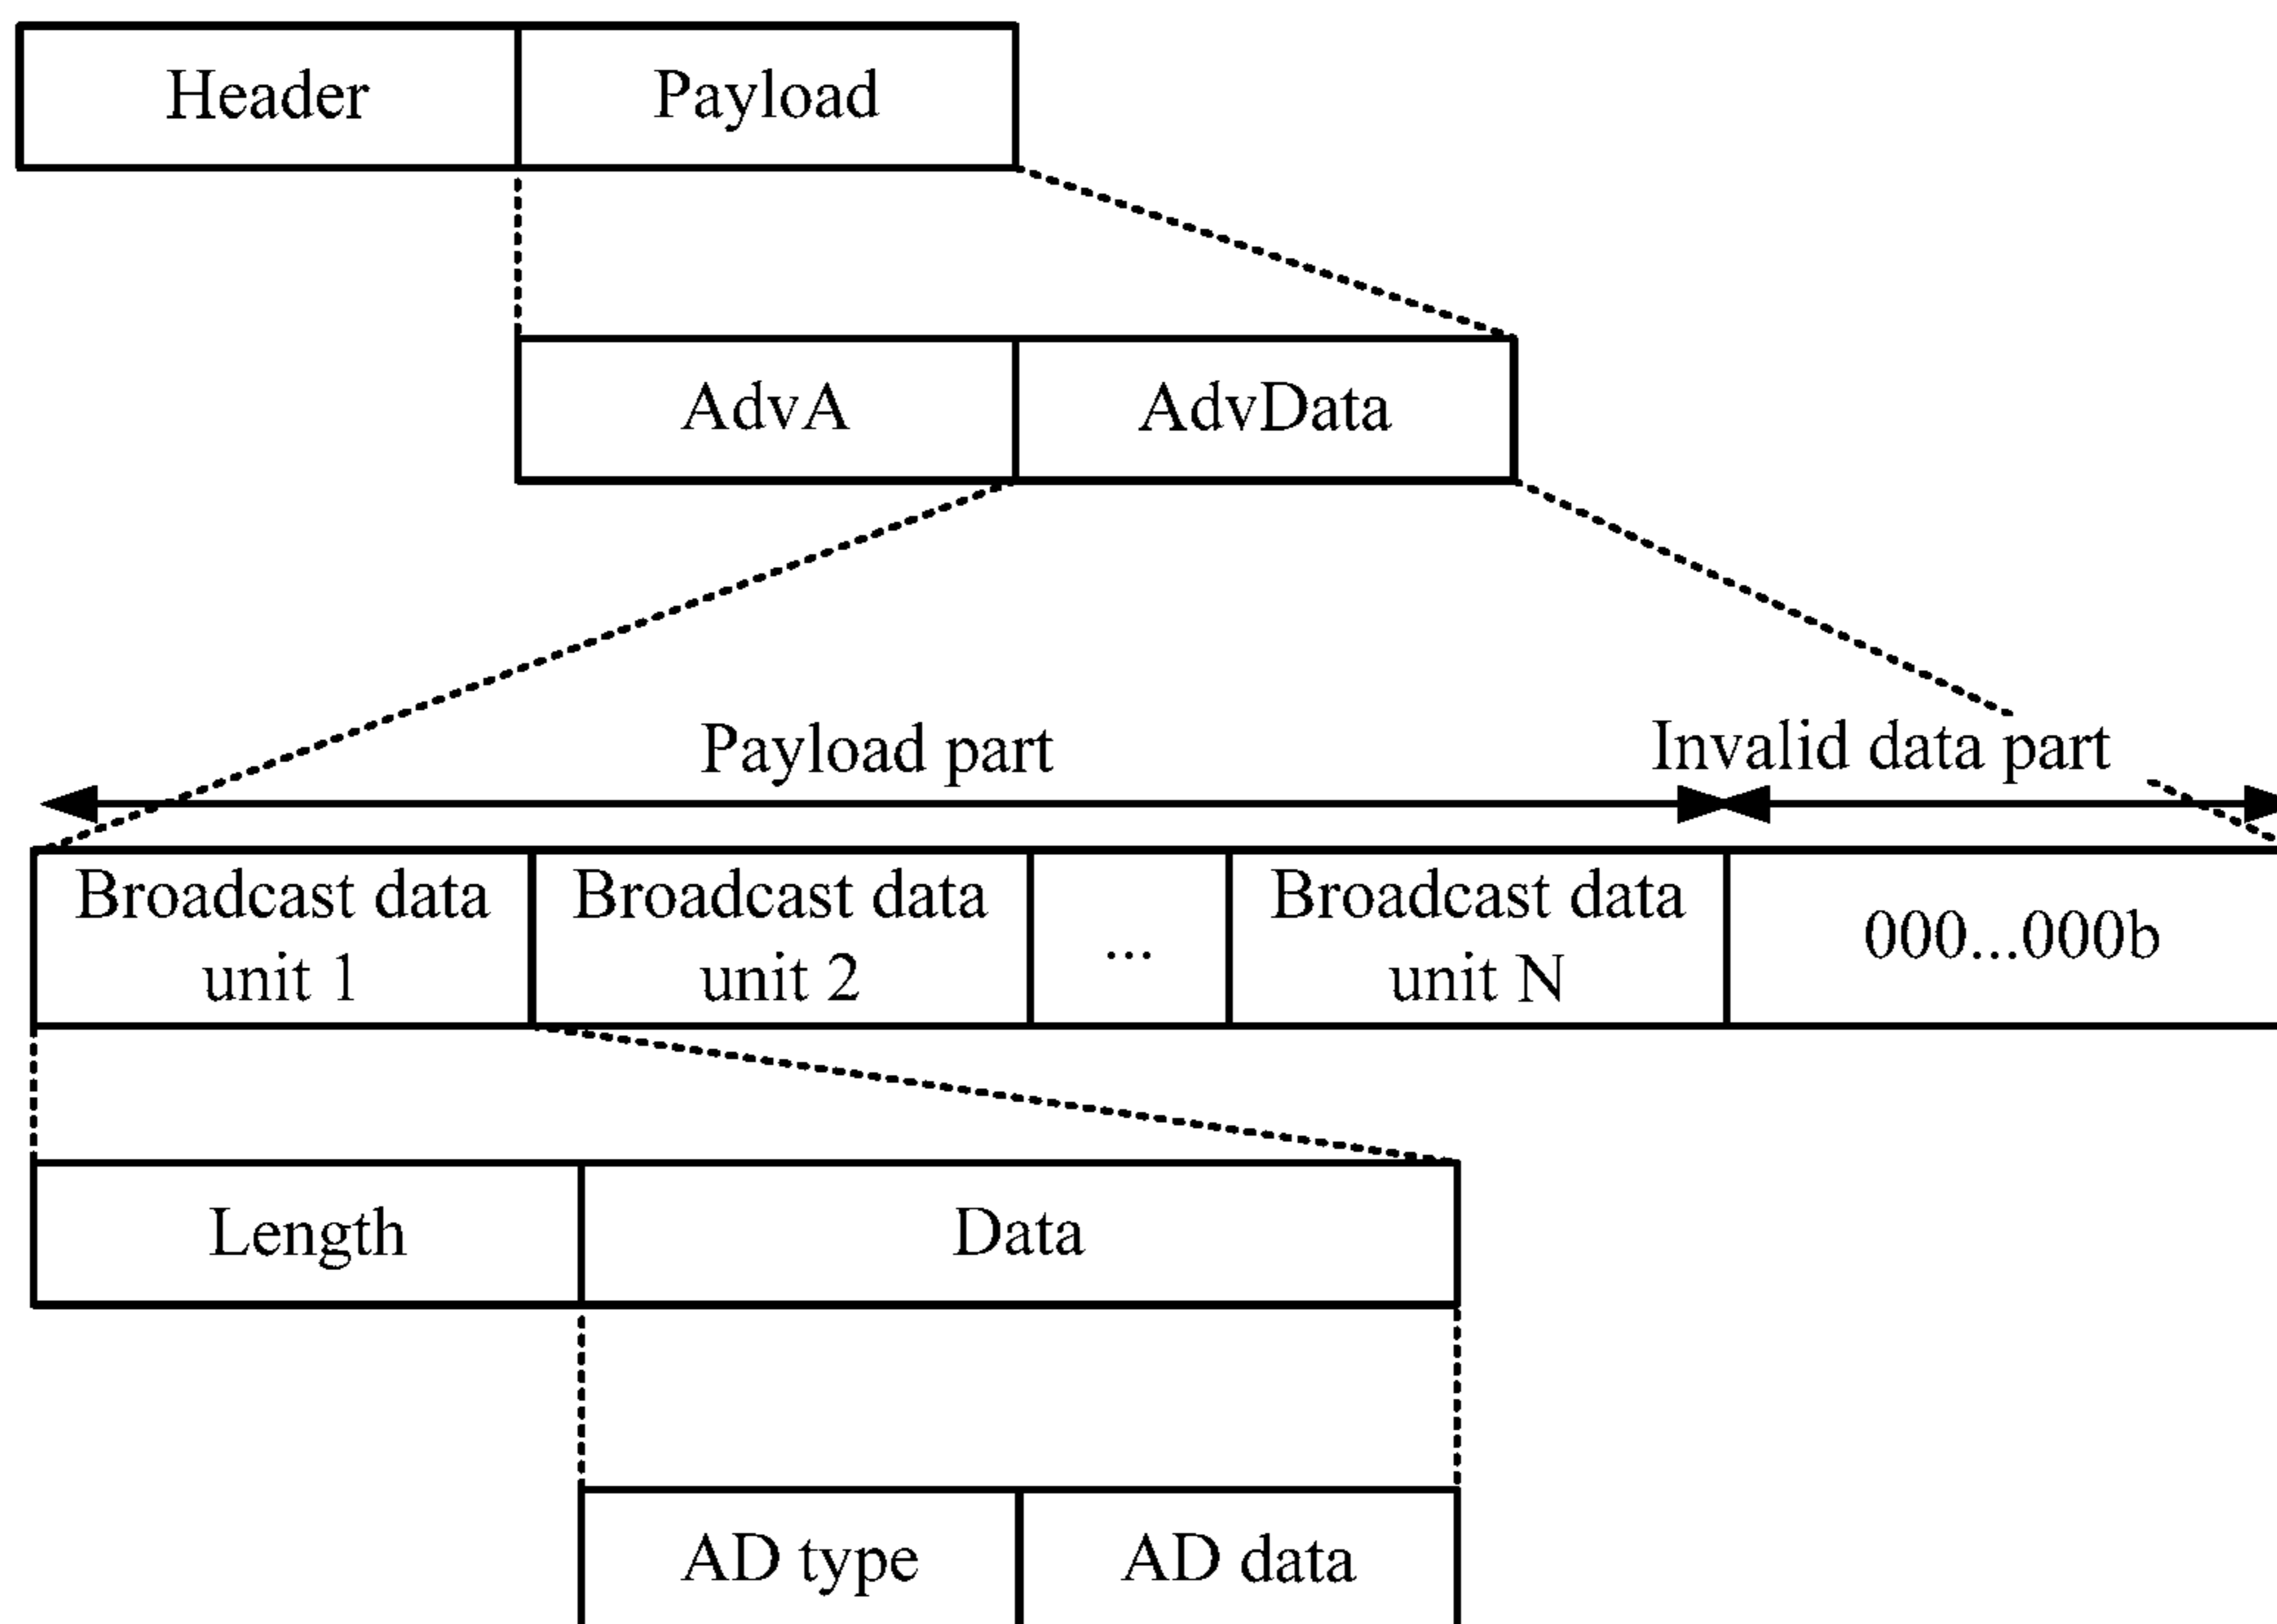 Header
Payload
AdvA
AdvData
Payload part
Invalid data part
Broadcast data
unit 1
Broadcast data
unit 2
...
Broadcast data
unit N
000...000b
Length
Data
AD type
AD data